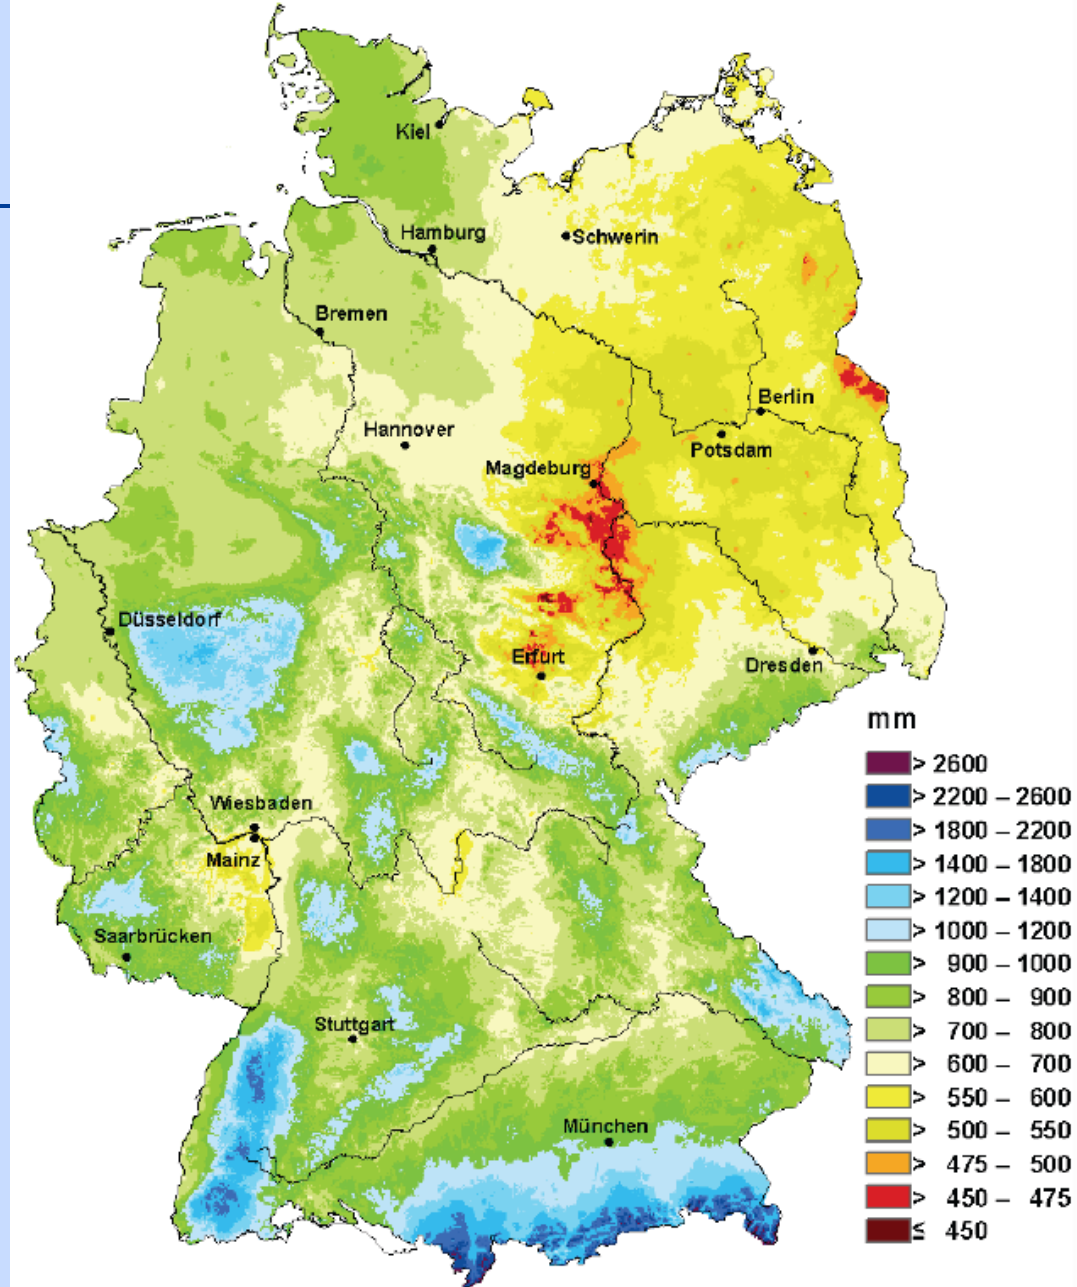 Kiel
Hamburg
Schwerin
Bremen
Berlin
Hannover
Potsdam
Magdeburg
Düsseldorf
Erfurt
Dresden
Wiesbaden
Mainz
Saarbrücken
Stuttgart
München
mm
> 2600
> 2200 – 2600
> 1800 – 2200
> 1400 – 1800
> 1200 – 1400
> 1000 – 1200
> 900 – 1000
> 800 – 900
> 700 – 800
> 600 – 700
> 550 – 600
> 500 – 550
> 475 – 500
> 450 – 475
≤ 450